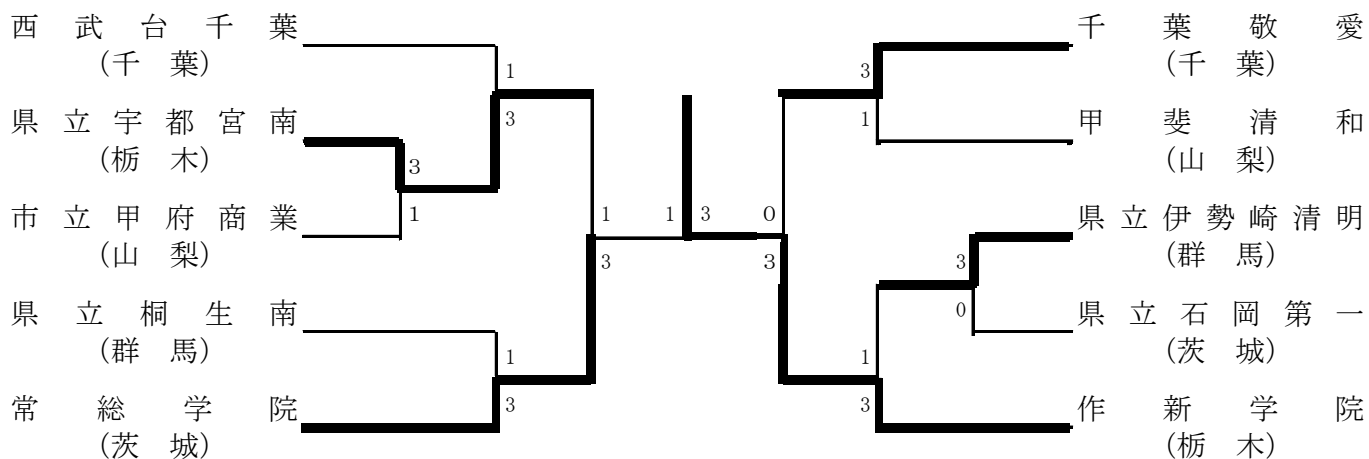 西武台千葉
(千 葉)
県立宇都宮南
(栃 木)
市立甲府商業
(山 梨)
県立桐生南
(群 馬)
常総学院
(茨 城)
1
3
3
1
1
3
1
3
1 3
0
3
3
1
3
0
1
3
千葉敬愛
(千 葉)
甲斐清和
(山 梨)
県立伊勢崎清明
(群 馬)
県立石岡第一
(茨 城)
作新学院
(栃 木)